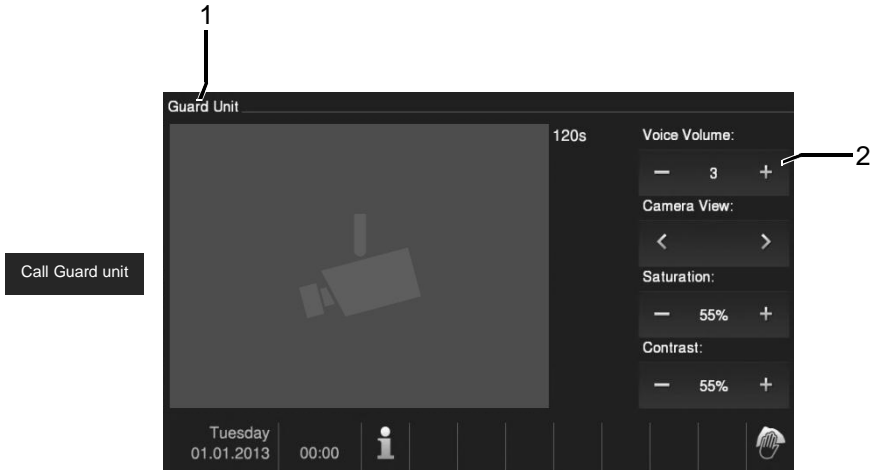 1
Guard Unit
120s
Voice Volume:
2
− 3 +
Camera View:
< >
Call Guard unit
Saturation:
− 55% +
Contrast:
− 55% +
Tuesday
01.01.2013 00:00
i